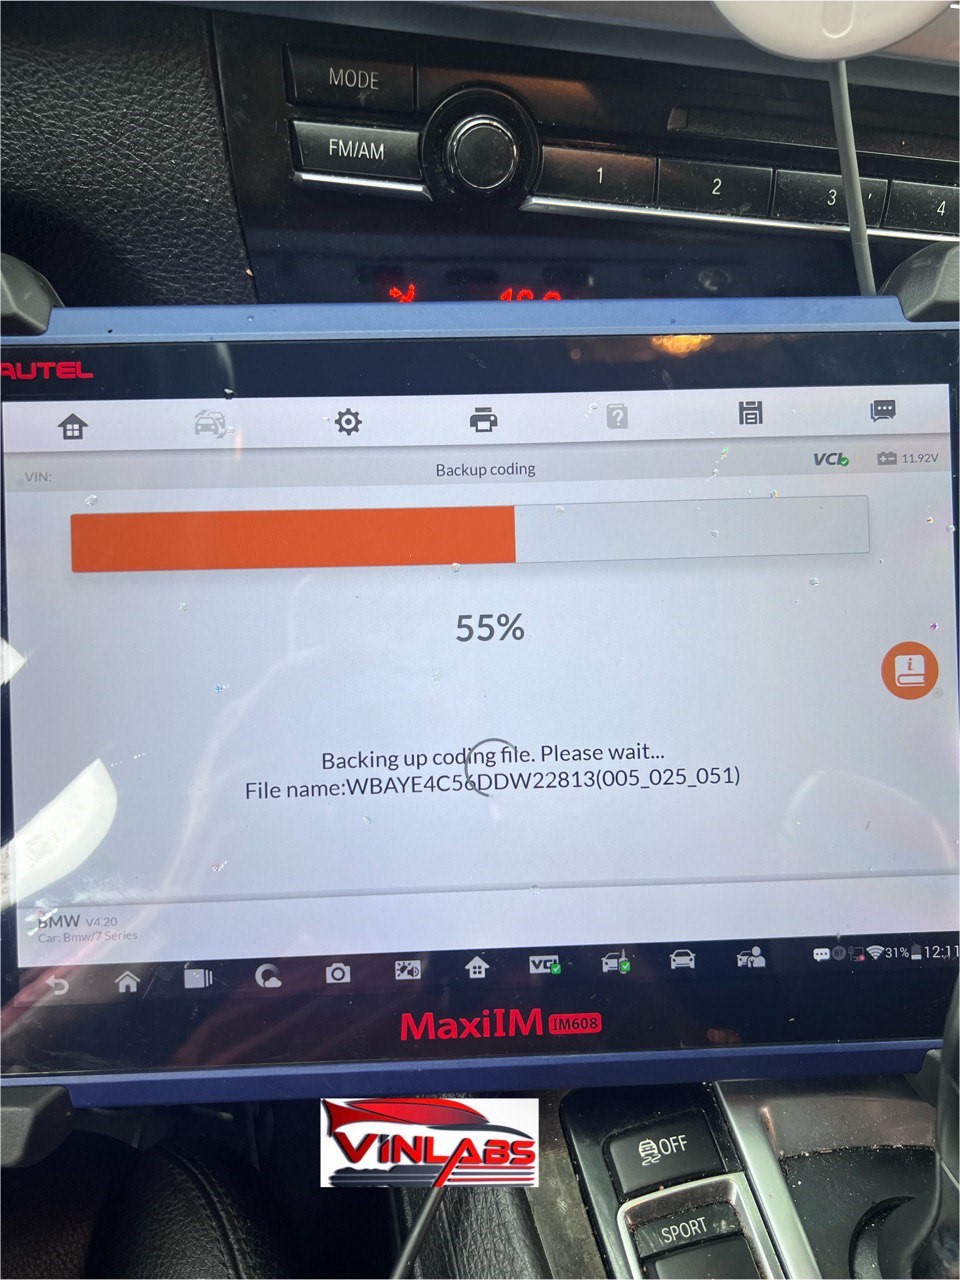 MODE
FM/AM
1
2
3
4
AUTEL
VCI
11.92V
VIN:
Backup coding
55%
Backing up coding file. Please wait...
File name:WBAYE4C56DDW22813(005_025_051)
BMW V4.20
Car: Bmw/7 Series
VCI
31%
12:11
MaxiIM IM608
VINLABS
OFF
SPORT